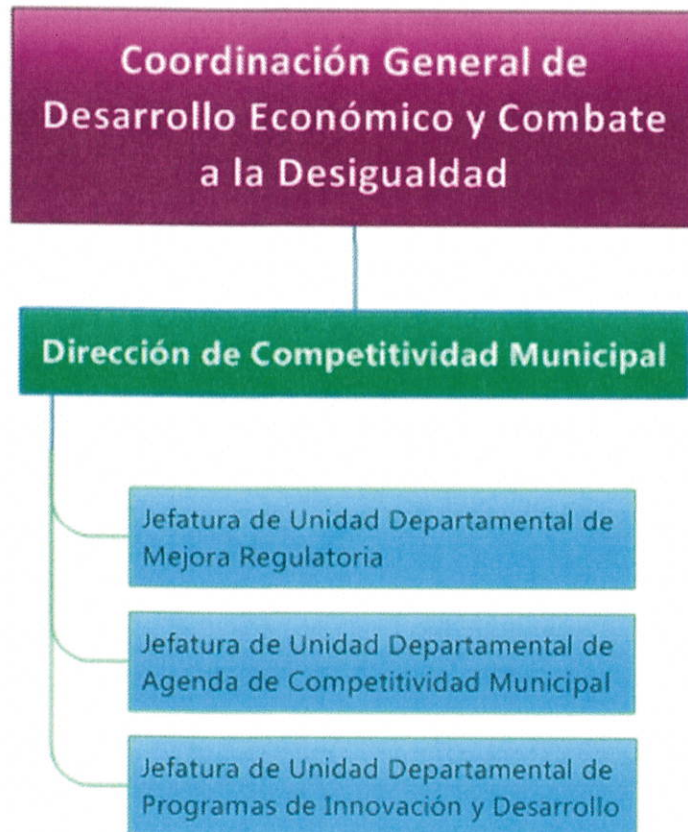 Coordinación General de
Desarrollo Económico y Combate
a la Desigualdad
Dirección de Competitividad Municipal
Jefatura de Unidad Departamental de
Mejora Regulatoria
Jefatura de Unidad Departamental de
Agenda de Competitividad Municipal
Jefatura de Unidad Departamental de
Programas de Innovación y Desarrollo